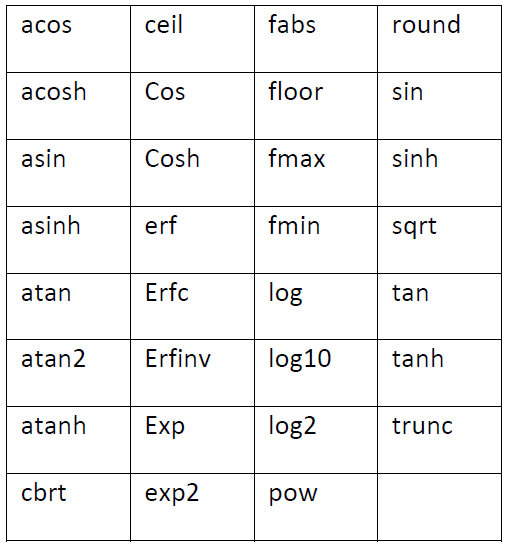 acos ceil fabs round
acosh Cos floor sin
asin Cosh fmax sinh
asinh erf fmin sqrt
atan Erfc log tan
atan2 Erfinv log10 tanh
atanh Exp log2 trunc
cbrt exp2 pow